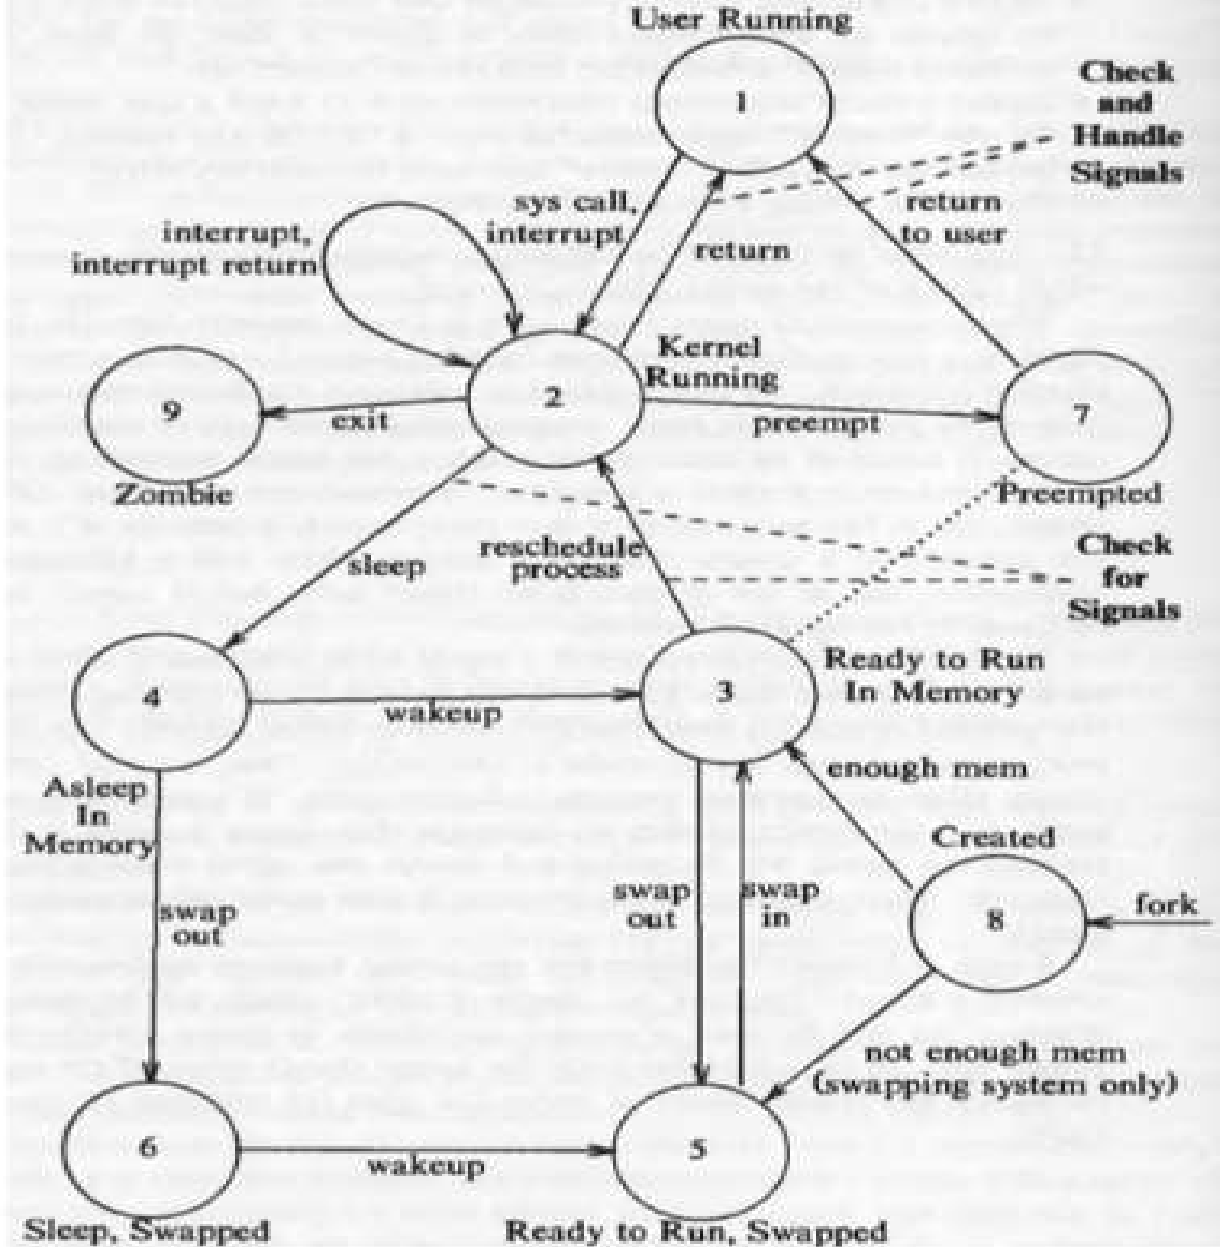 User Running
1
Check
and
Handle
Signals
sys call,
interrupt
return
return
to user
interrupt,
interrupt return
Kernel
Running
2
9
exit
Zombie
preempt
7
Preempted
sleep
reschedule
process
Check
for
Signals
4
wakeup
3
Ready to Run
In Memory
Asleep
In
Memory
enough mem
Created
8
fork
swap
out
swap
out
swap
in
not enough mem
(swapping system only)
6
wakeup
5
Sleep, Swapped
Ready to Run, Swapped